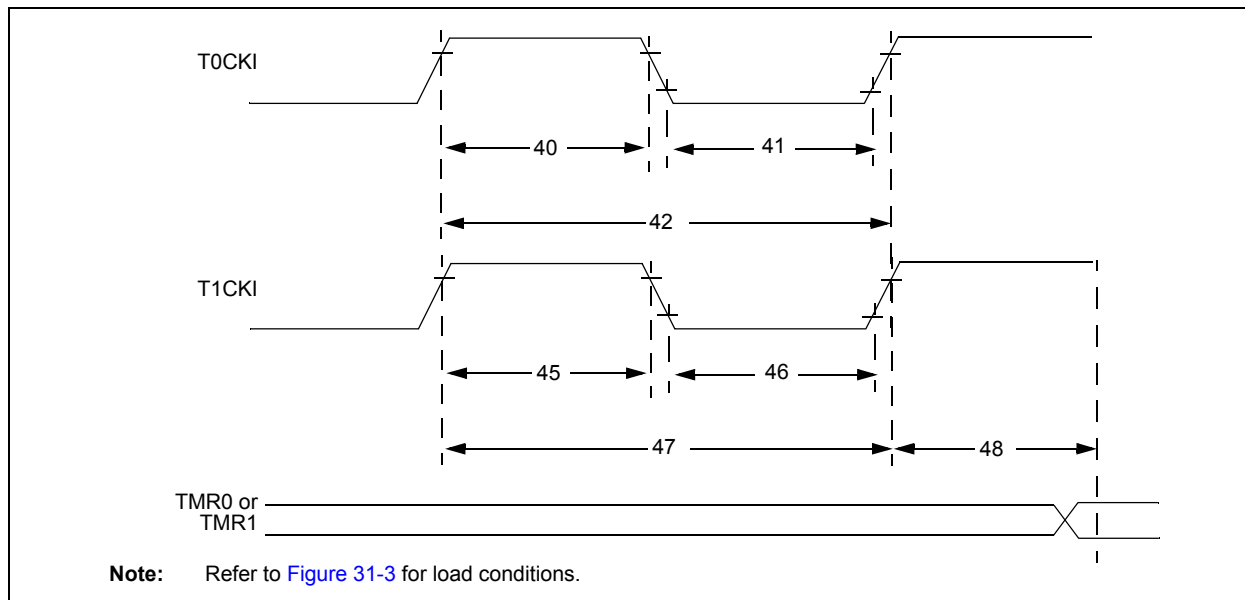 T0CKI
40
41
42
T1CKI
45
46
47
48
TMR0 or
TMR1
Note: Refer to Figure 31-3 for load conditions.